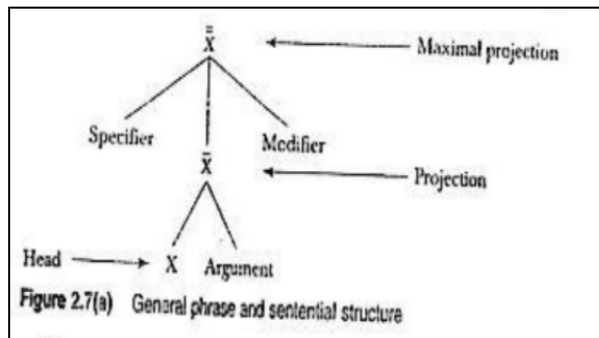 X̿ Maximal projection
Specifier Modifier
X̄ Projection
Head X Argument
Figure 2.7(a) General phrase and sentential structure